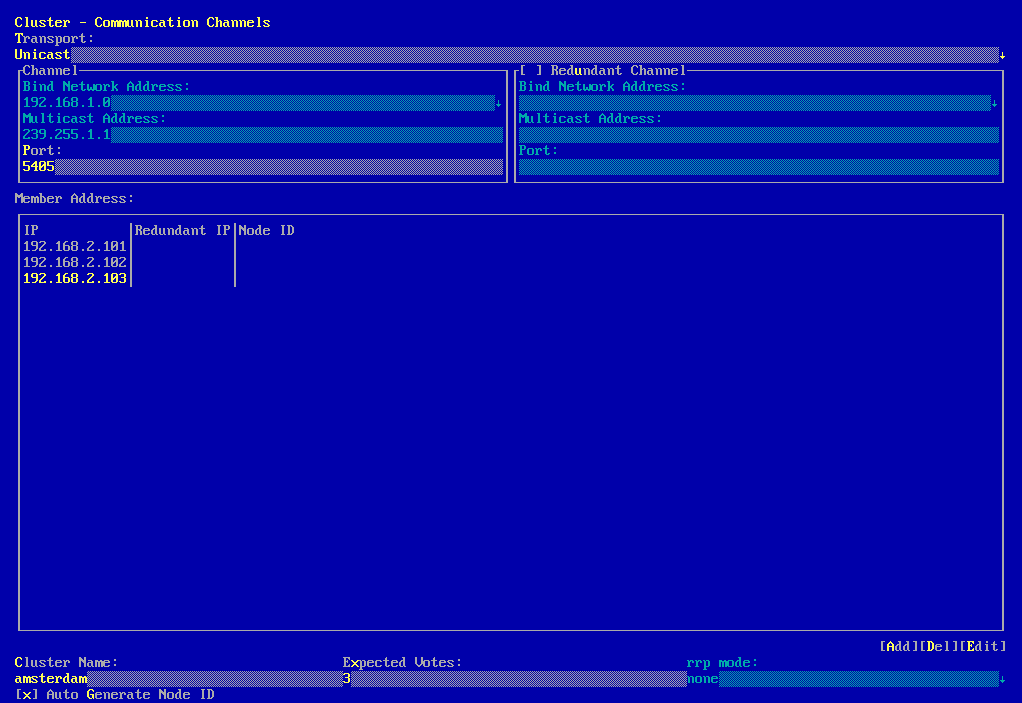 Cluster - Communication Channels
Transport:
Unicast↓
Channel
Bind Network Address:
192.168.1.0↓
Multicast Address:
239.255.1.1
Port:
5405
[ ] Redundant Channel
Bind Network Address:
↓
Multicast Address:
Port:
Member Address:
IP |Redundant IP|Node ID
192.168.2.101
192.168.2.102
192.168.2.103
[Add][Del][Edit]
Cluster Name: Expected Votes: rrp mode:
amsterdam 3 none↓
[x] Auto Generate Node ID